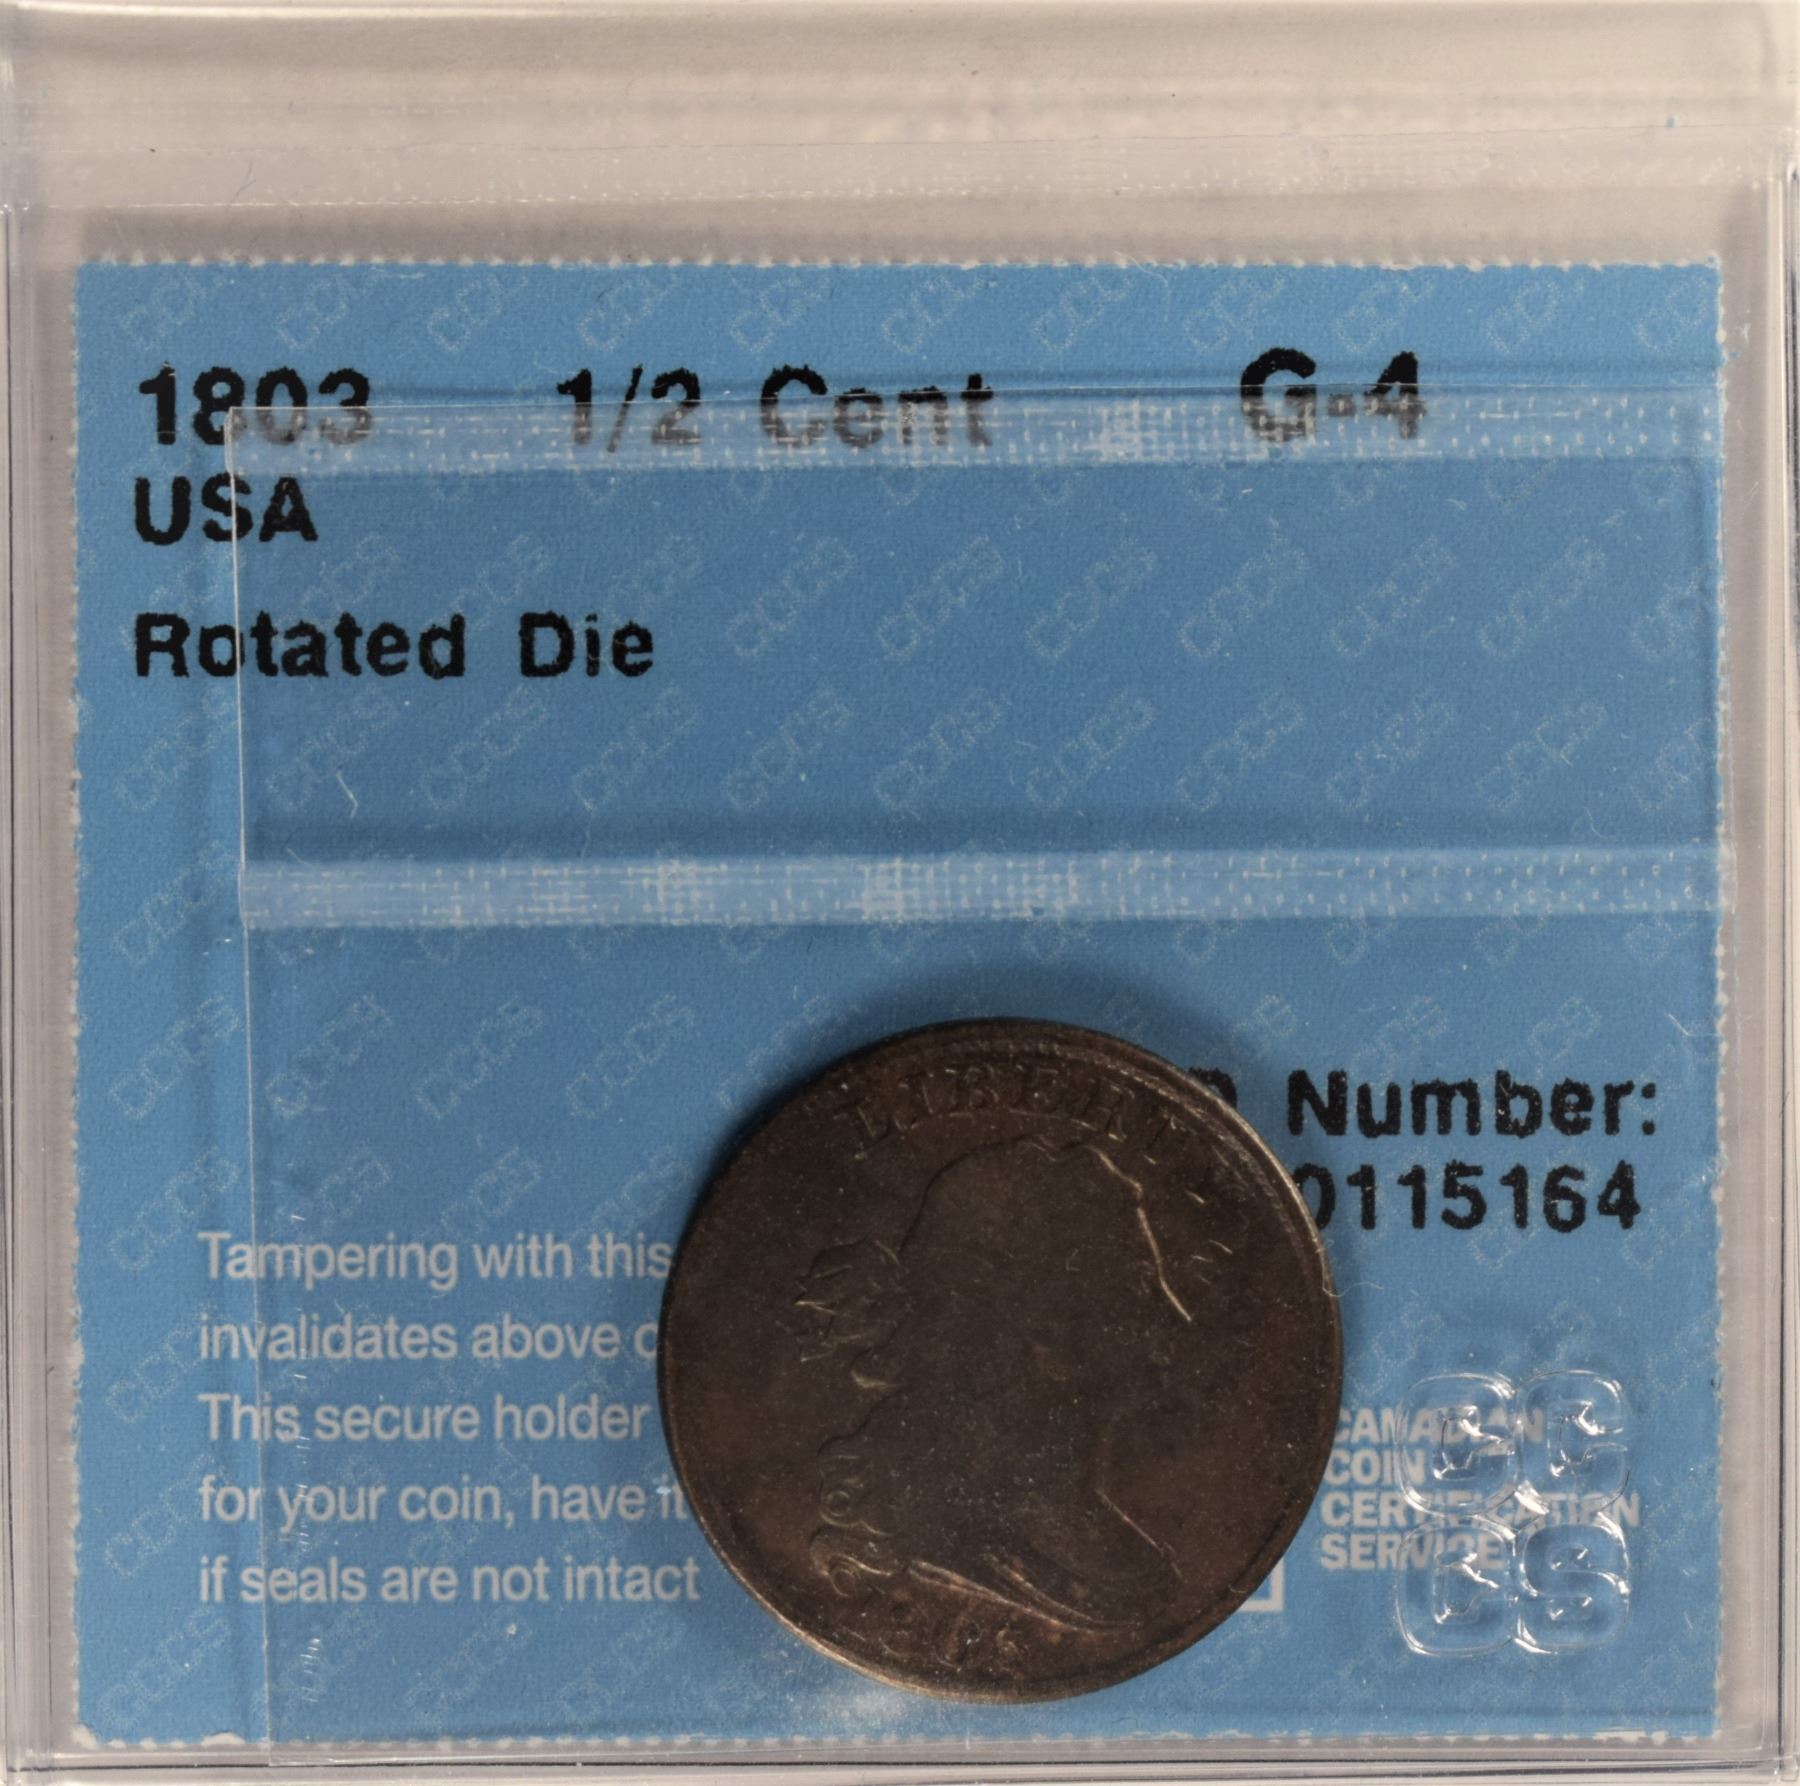 1803 1/2 Cent G-4
USA
Rotated Die
Number:
0115164
Tampering with this
invalidates above
This secure holder
for your coin, have it
if seals are not intact
CANADIAN
COIN
CERTIFICATION
SERVICE
CCCS
LIBERTY